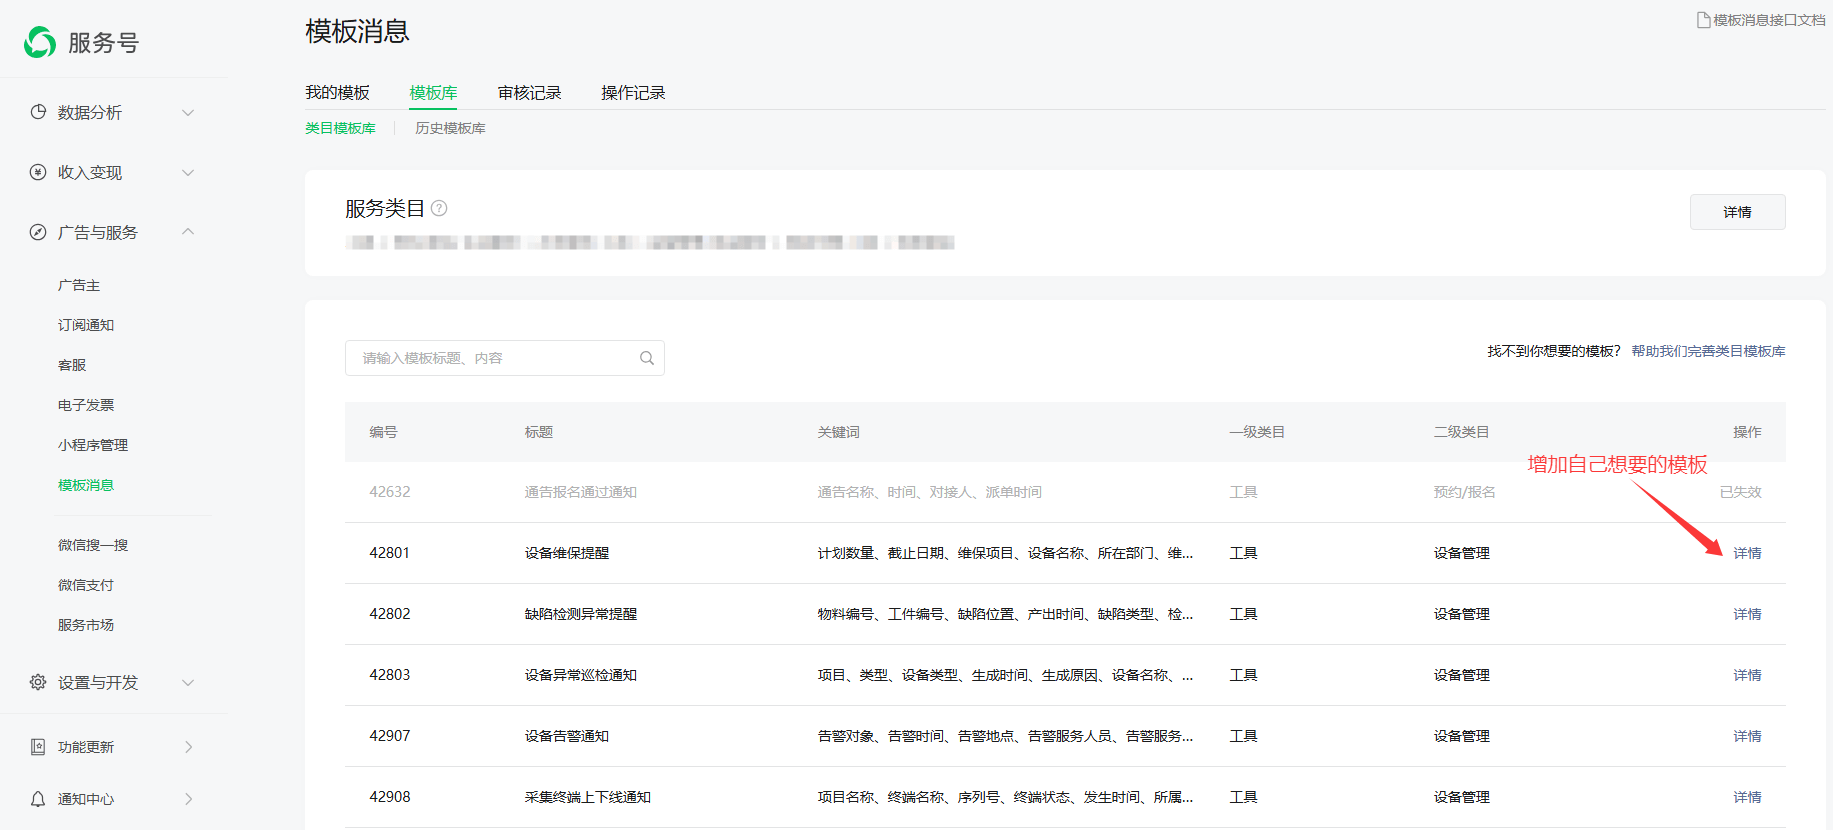 服务号
数据分析
收入变现
广告与服务
广告主
订阅通知
客服
电子发票
小程序管理
模板消息
微信搜一搜
微信支付
服务市场
设置与开发
功能更新
通知中心
模板消息
模板消息接口文档
我的模板 模板库 审核记录 操作记录
类目模板库 历史模板库
服务类目
详情
请输入模板标题、内容
找不到你想要的模板? 帮助我们完善类目模板库
编号 标题 关键词 一级类目 二级类目 操作
增加自己想要的模板
42632 通告报名通过通知 通告名称、时间、对接人、派单时间 工具 预约/报名 已失效
42801 设备维保提醒 计划数量、截止日期、维保项目、设备名称、所在部门、维... 工具 设备管理 详情
42802 缺陷检测异常提醒 物料编号、工件编号、缺陷位置、产出时间、缺陷类型、检... 工具 设备管理 详情
42803 设备异常巡检通知 项目、类型、设备类型、生成时间、生成原因、设备名称、... 工具 设备管理 详情
42907 设备告警通知 告警对象、告警时间、告警地点、告警服务人员、告警服务... 工具 设备管理 详情
42908 采集终端上下线通知 项目名称、终端名称、序列号、终端状态、发生时间、所属... 工具 设备管理 详情